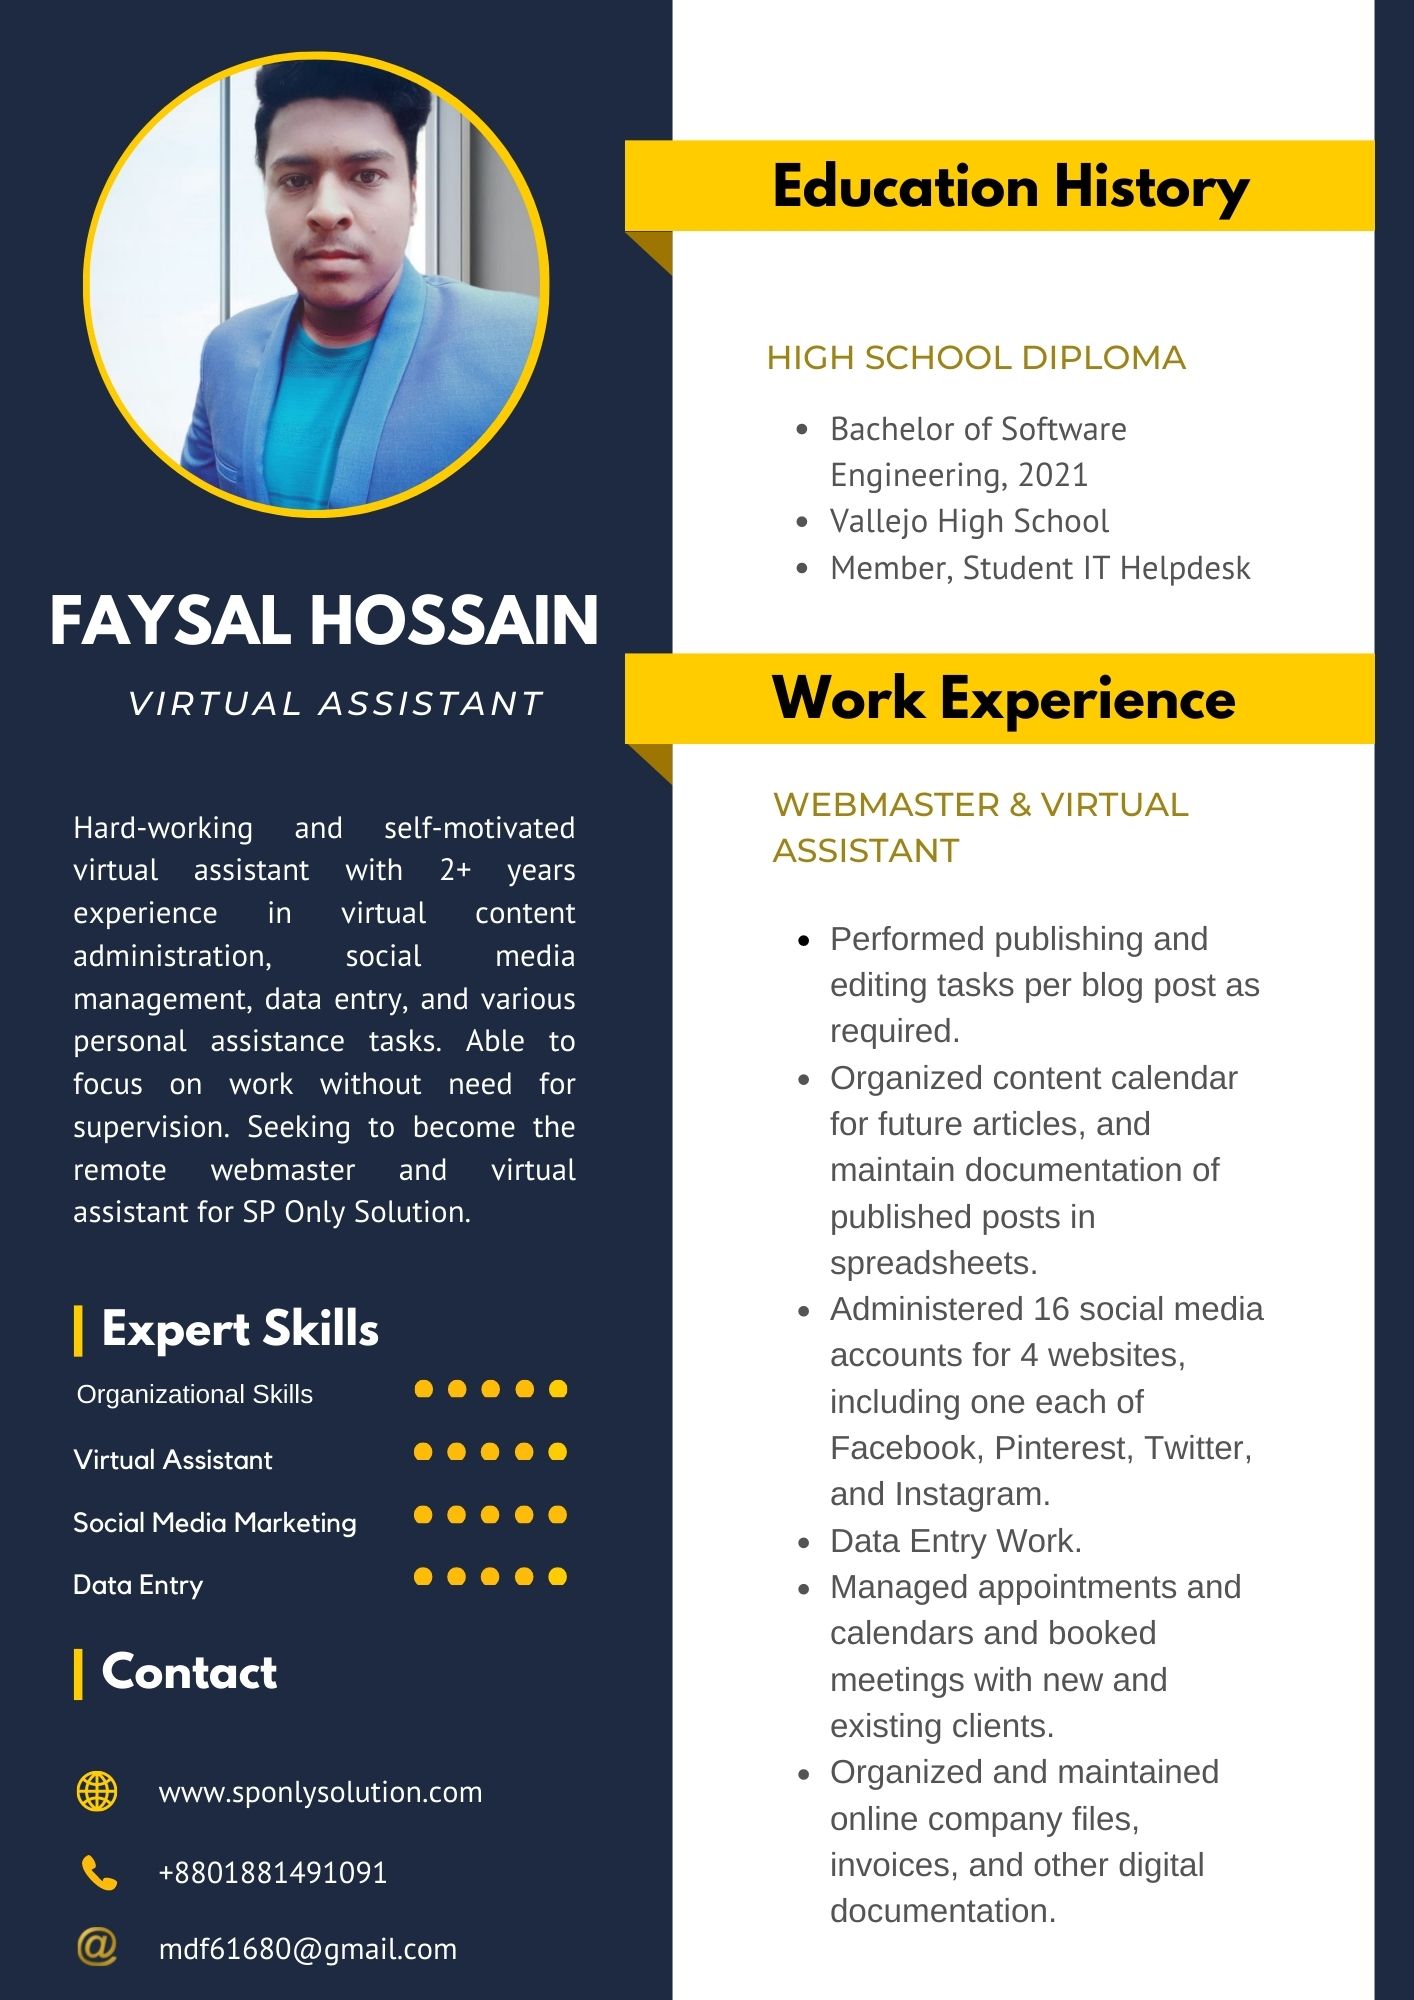 FAYSAL HOSSAIN
VIRTUAL ASSISTANT
Hard-working and self-motivated
virtual assistant with 2+ years
experience in virtual content
administration, social media
management, data entry, and various
personal assistance tasks. Able to
focus on work without need for
supervision. Seeking to become the
remote webmaster and virtual
assistant for SP Only Solution.
Expert Skills
Organizational Skills
Virtual Assistant
Social Media Marketing
Data Entry
Contact
www.sponlysolution.com
+8801881491091
mdf61680@gmail.com
Education History
HIGH SCHOOL DIPLOMA
• Bachelor of Software
Engineering, 2021
• Vallejo High School
• Member, Student IT Helpdesk
Work Experience
WEBMASTER & VIRTUAL
ASSISTANT
• Performed publishing and
editing tasks per blog post as
required.
• Organized content calendar
for future articles, and
maintain documentation of
published posts in
spreadsheets.
• Administered 16 social media
accounts for 4 websites,
including one each of
Facebook, Pinterest, Twitter,
and Instagram.
• Data Entry Work.
• Managed appointments and
calendars and booked
meetings with new and
existing clients.
• Organized and maintained
online company files,
invoices, and other digital
documentation.